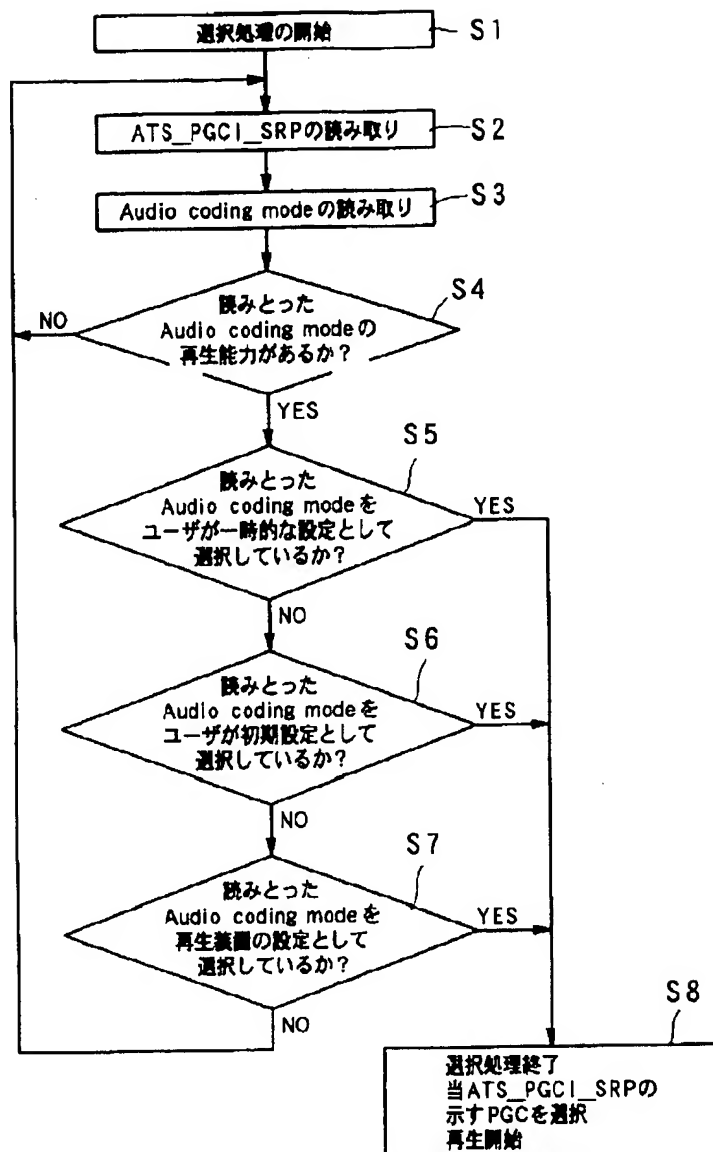 選択処理の開始
S1
ATS_PGCI_SRPの読み取り
S2
Audio coding modeの読み取り
S3
読みとった
Audio coding modeの
再生能力があるか？
S4
NO
YES
読みとった
Audio coding modeを
ユーザが一時的な設定として
選択しているか？
S5
YES
NO
読みとった
Audio coding modeを
ユーザが初期設定として
選択しているか？
S6
YES
NO
読みとった
Audio coding modeを
再生装置の設定として
選択しているか？
S7
YES
NO
S8
選択処理終了
当ATS_PGCI_SRPの
示すPGCを選択
再生開始